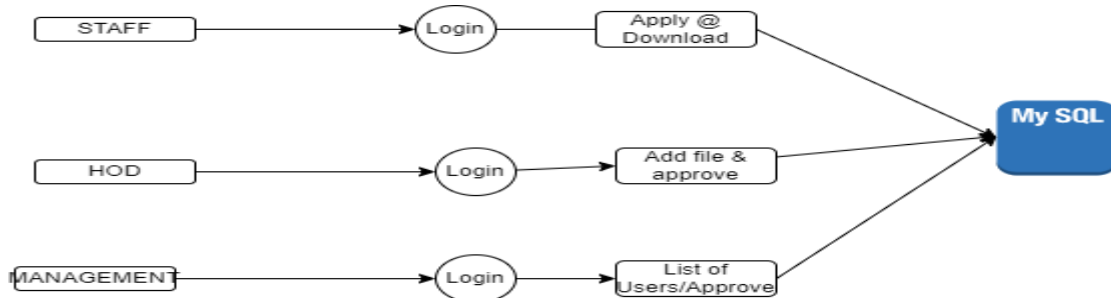 STAFF
Login
Apply @
Download
My SQL
HOD
Login
Add file &
approve
MANAGEMENT
Login
List of
Users/Approve